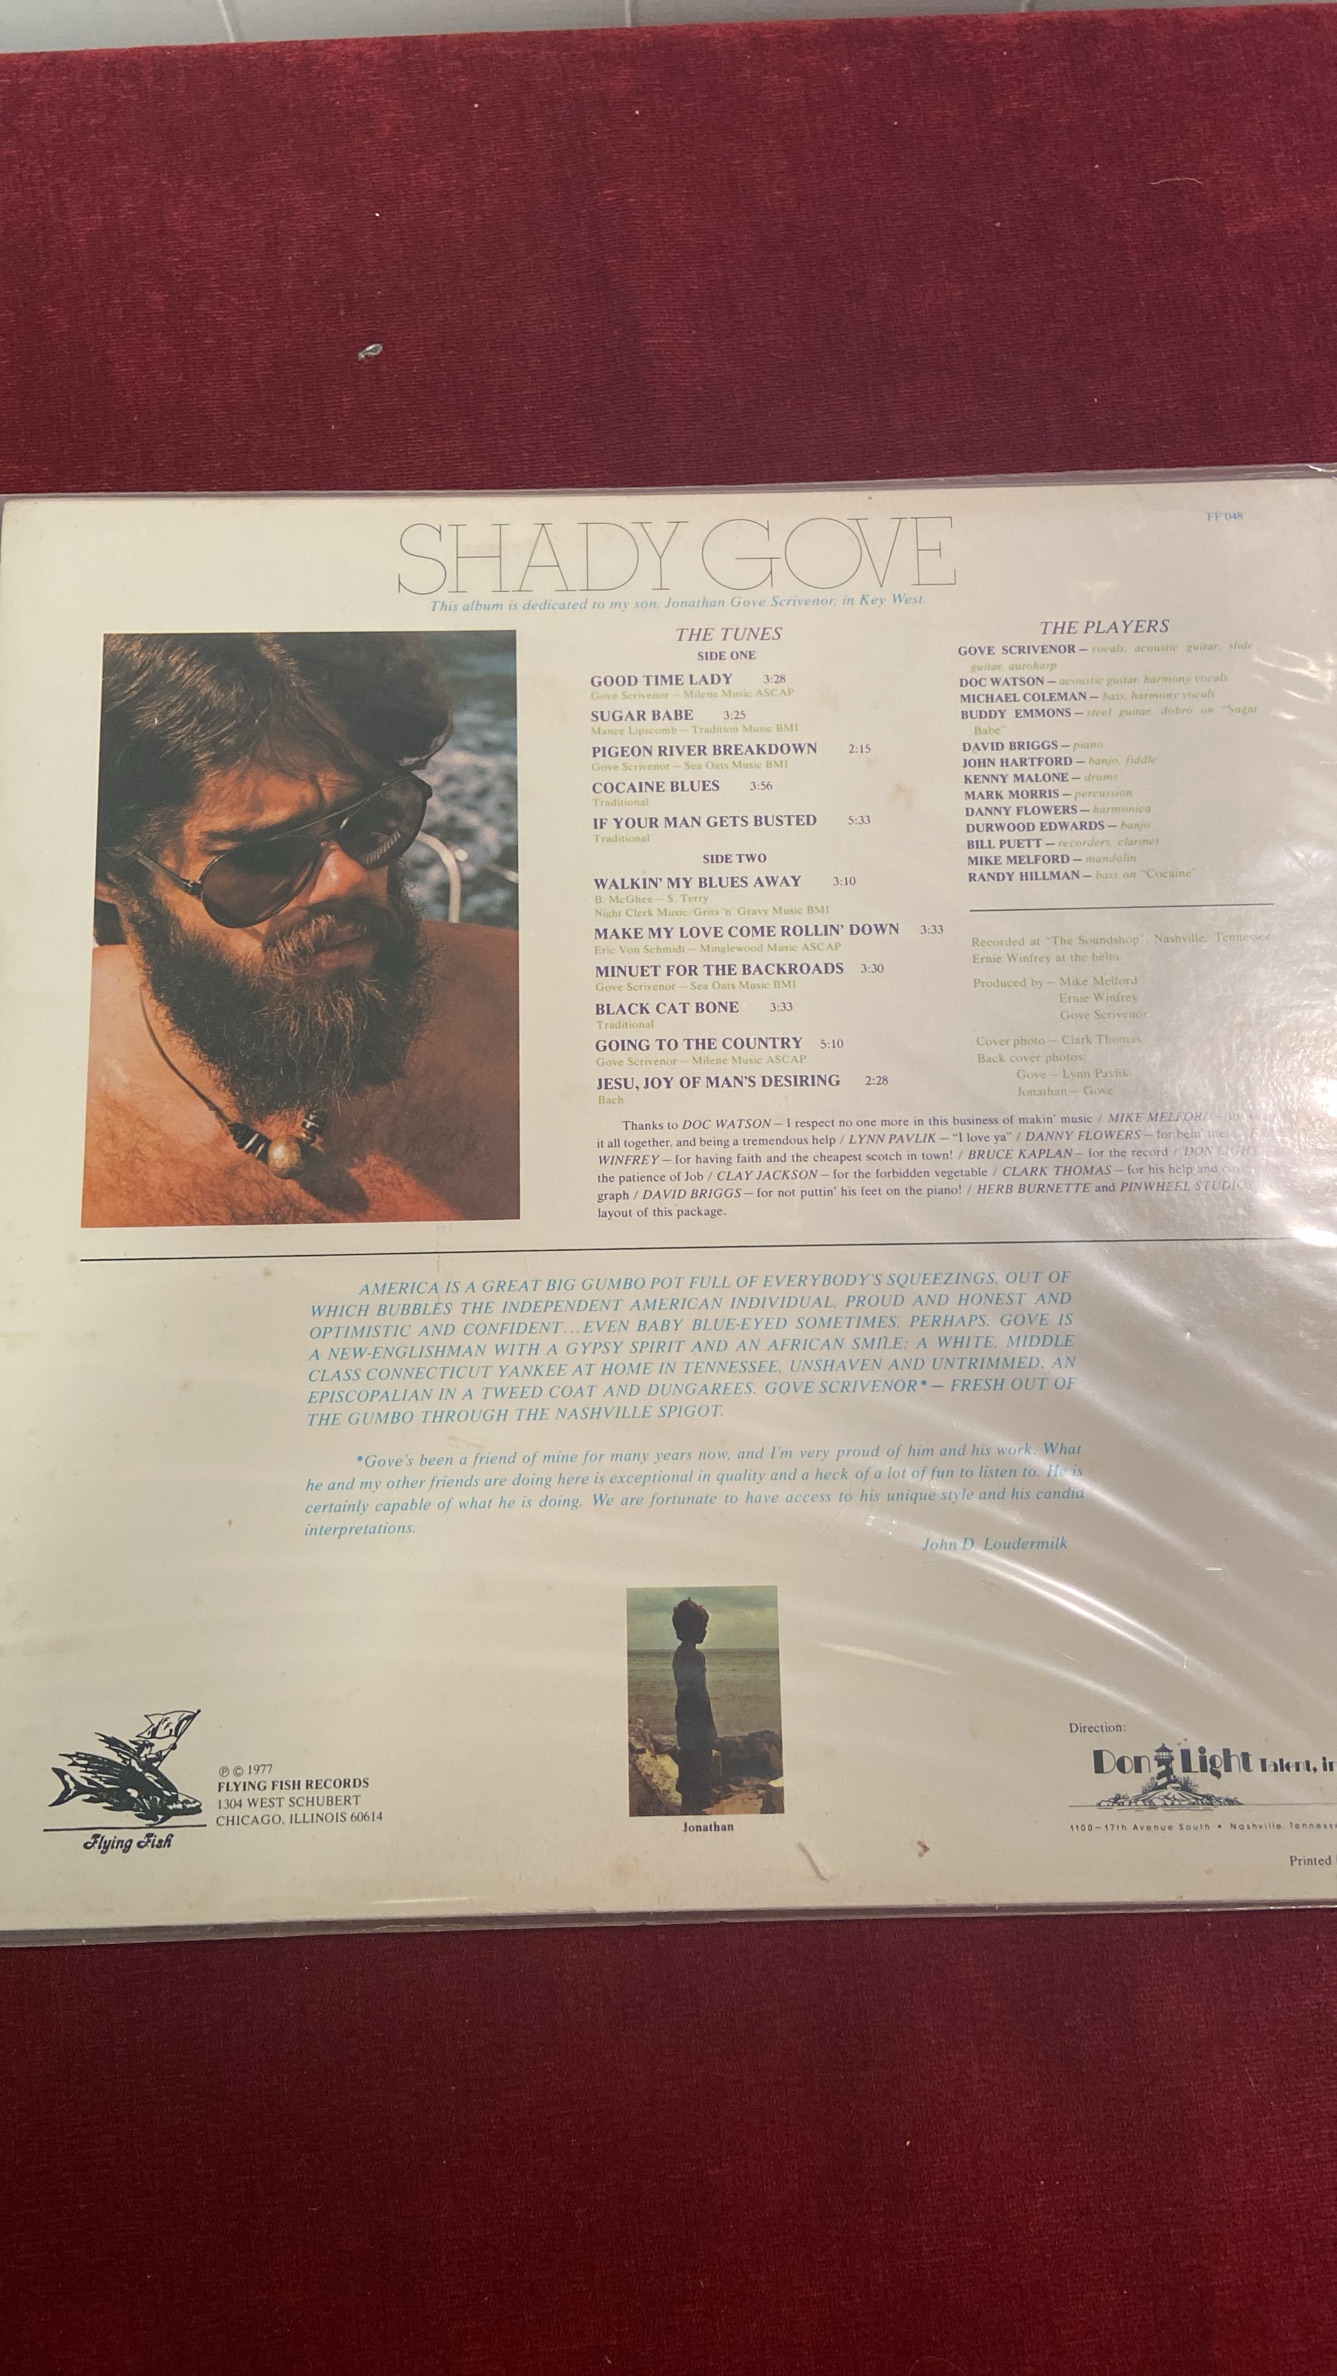 SHADY GOVE
FF 048
This album is dedicated to my son, Jonathan Gove Scrivenor, in Key West.
THE TUNES
SIDE ONE
GOOD TIME LADY 3:28
Gove Scrivenor — Milene Music ASCAP
SUGAR BABE 3:25
Mance Lipscomb — Tradition Music BMI
PIGEON RIVER BREAKDOWN 2:15
Gove Scrivenor — Sea Oats Music BMI
COCAINE BLUES 3:56
Traditional
IF YOUR MAN GETS BUSTED 5:33
Traditional
SIDE TWO
WALKIN' MY BLUES AWAY 3:10
B. McGhee — S. Terry
Night Clerk Music/Grits 'n' Gravy Music BMI
MAKE MY LOVE COME ROLLIN' DOWN 3:33
Eric Von Schmidt — Minglewood Music ASCAP
MINUET FOR THE BACKROADS 3:30
Gove Scrivenor — Sea Oats Music BMI
BLACK CAT BONE 3:33
Traditional
GOING TO THE COUNTRY 5:10
Gove Scrivenor — Milene Music ASCAP
JESU, JOY OF MAN'S DESIRING 2:28
Bach
THE PLAYERS
GOVE SCRIVENOR — vocals, acoustic guitar, slide
guitar, autoharp
DOC WATSON — acoustic guitar, harmony vocals
MICHAEL COLEMAN — bass, harmony vocals
BUDDY EMMONS — steel guitar, dobro on "Sugar
Babe"
DAVID BRIGGS — piano
JOHN HARTFORD — banjo, fiddle
KENNY MALONE — drums
MARK MORRIS — percussion
DANNY FLOWERS — harmonica
DURWOOD EDWARDS — banjo
BILL PUETT — recorders, clarinet
MIKE MELFORD — mandolin
RANDY HILLMAN — bass on "Cocaine"
Recorded at "The Soundshop", Nashville, Tennessee
Ernie Winfrey at the helm.
Produced by — Mike Melford
Ernie Winfrey
Gove Scrivenor
Cover photo — Clark Thomas
Back cover photos:
Gove — Lynn Pavlik
Jonathan — Gove
Thanks to DOC WATSON — I respect no one more in this business of makin' music / MIKE MELFORD —
it all together, and being a tremendous help / LYNN PAVLIK — "I love ya" / DANNY FLOWERS — for bein'
WINFREY — for having faith and the cheapest scotch in town! / BRUCE KAPLAN — for the record / DON LIGHT
the patience of Job / CLAY JACKSON — for the forbidden vegetable / CLARK THOMAS — for his help and
graph / DAVID BRIGGS — for not puttin' his feet on the piano! / HERB BURNETTE and PINWHEEL
layout of this package.
AMERICA IS A GREAT BIG GUMBO POT FULL OF EVERYBODY'S SQUEEZINGS, OUT OF
WHICH BUBBLES THE INDEPENDENT AMERICAN INDIVIDUAL, PROUD AND HONEST AND
OPTIMISTIC AND CONFIDENT...EVEN BABY BLUE-EYED SOMETIMES, PERHAPS. GOVE IS
A NEW-ENGLISHMAN WITH A GYPSY SPIRIT AND AN AFRICAN SMILE; A WHITE, MIDDLE
CLASS CONNECTICUT YANKEE AT HOME IN TENNESSEE, UNSHAVEN AND UNTRIMMED; AN
EPISCOPALIAN IN A TWEED COAT AND DUNGAREES. GOVE SCRIVENOR* — FRESH OUT OF
THE GUMBO THROUGH THE NASHVILLE SPIGOT.
*Gove's been a friend of mine for many years now, and I'm very proud of him and his work. What
he and my other friends are doing here is exceptional in quality and a heck of a lot of fun to listen to. He is
certainly capable of what he is doing. We are fortunate to have access to his unique style and his candid
interpretations.
John D. Loudermilk
Jonathan
Flying Fish
℗ © 1977
FLYING FISH RECORDS
1304 WEST SCHUBERT
CHICAGO, ILLINOIS 60614
Direction:
Don Light Talent,
1100–17th Avenue South • Nashville,
Printed